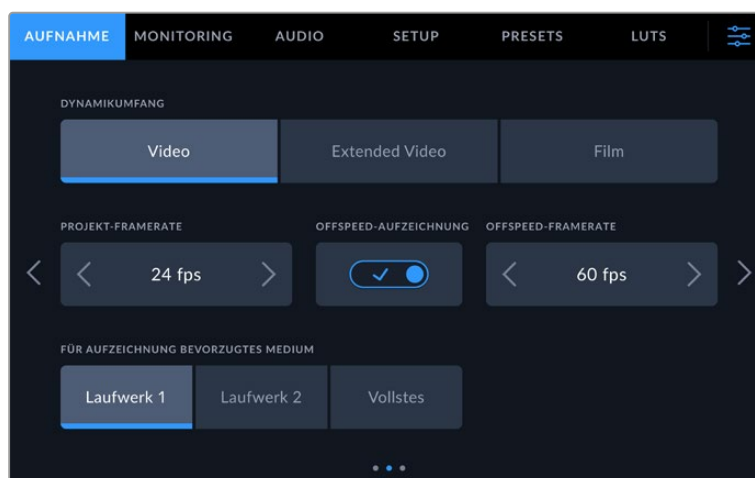 AUFNAHME MONITORING AUDIO SETUP PRESETS LUTS
DYNAMIKUMFANG
Video Extended Video Film
PROJEKT-FRAMERATE OFFSPEED-AUFZEICHNUNG OFFSPEED-FRAMERATE
24 fps 60 fps
FÜR AUFZEICHNUNG BEVORZUGTES MEDIUM
Laufwerk 1 Laufwerk 2 Vollstes